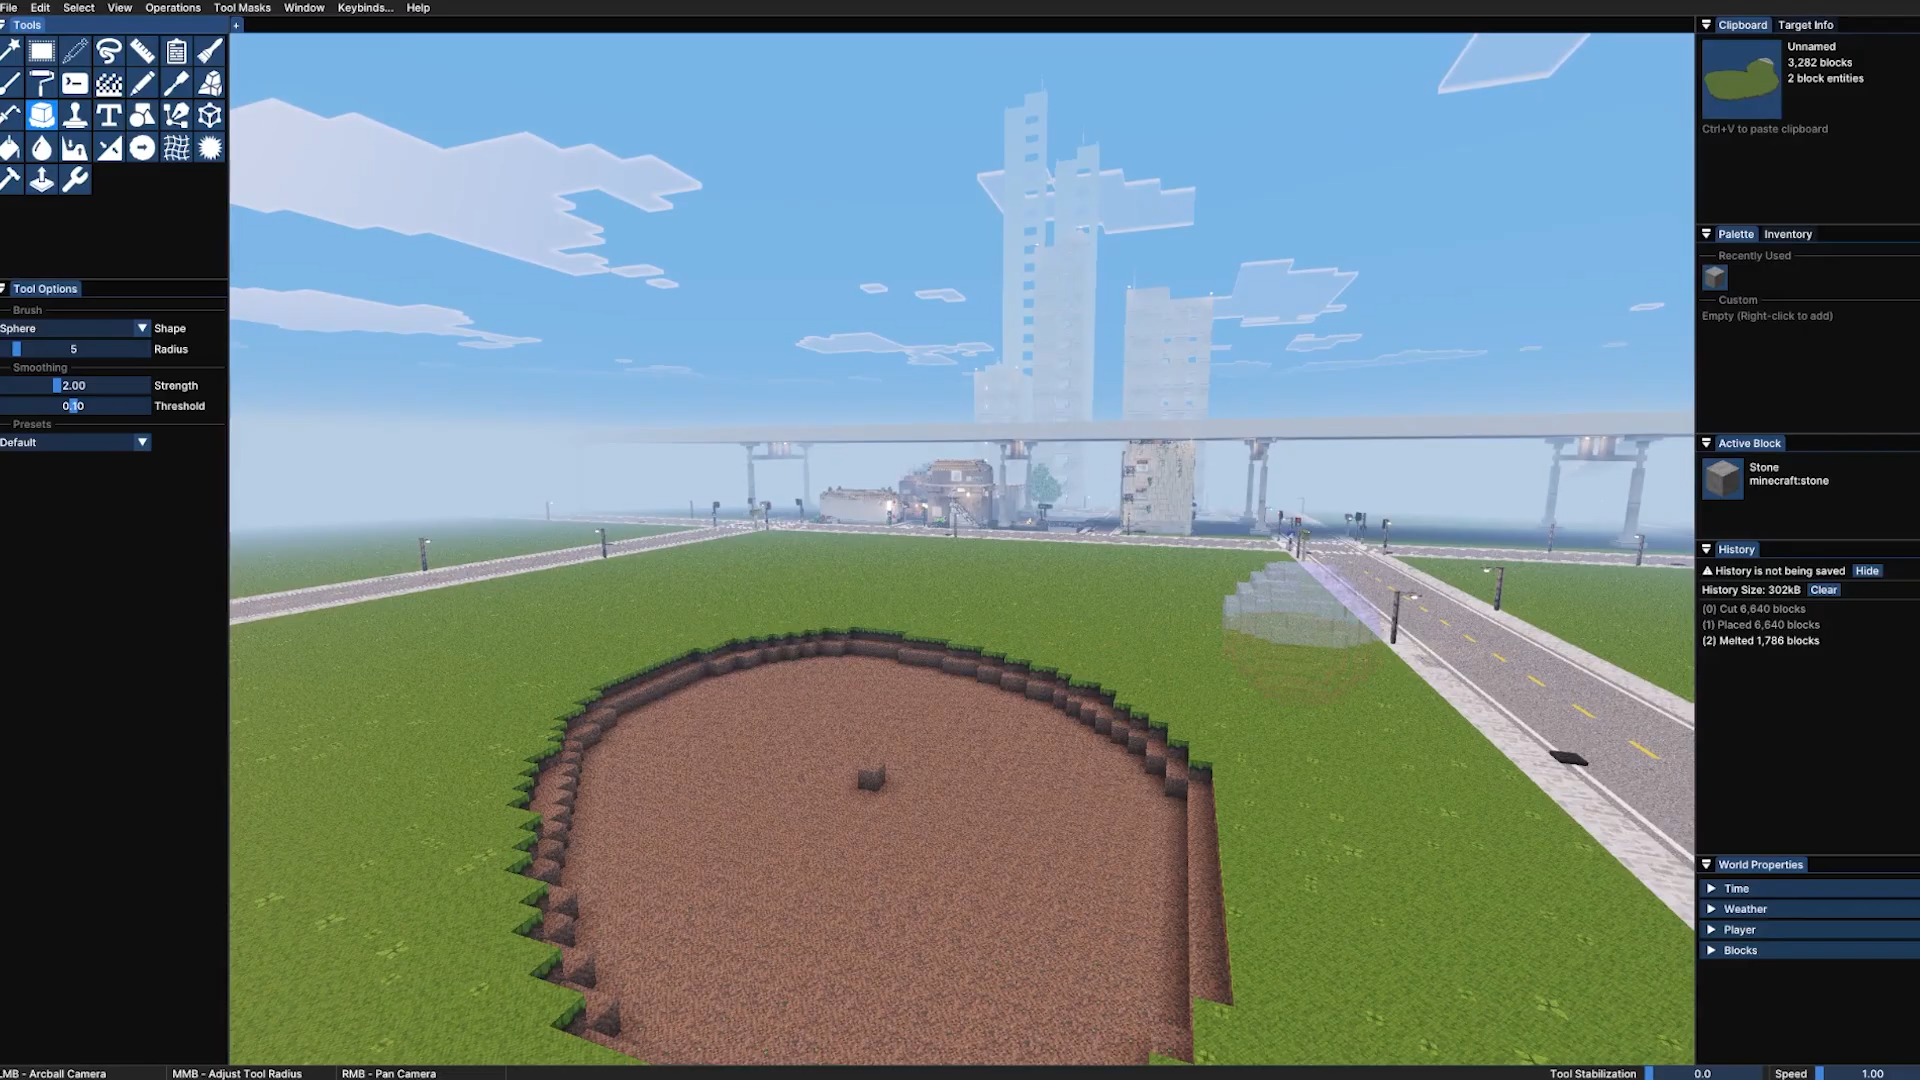 File Edit Select View Window Operations Tool Masks Window Keybinds... Help
Tools
+
Tool Options
Brush
Sphere Shape
5 Radius
Smoothing
2.00 Strength
0.10 Threshold
Presets
Default
Clipboard Target Info
Unnamed
3,282 blocks
2 block entities
Ctrl+V to paste clipboard
Palette Inventory
Recently Used
Custom
Empty (Right-click to add)
Active Block
Stone
minecraft:stone
History
History is not being saved Hide
History Size: 302kB Clear
(0) Cut 6,640 blocks
(1) Placed 6,640 blocks
(2) Melted 1,786 blocks
World Properties
Time
Weather
Player
Blocks
LMB - Arcball Camera MMB - Adjust Tool Radius RMB - Pan Camera Tool Stabilization 0.0 Speed 1.00